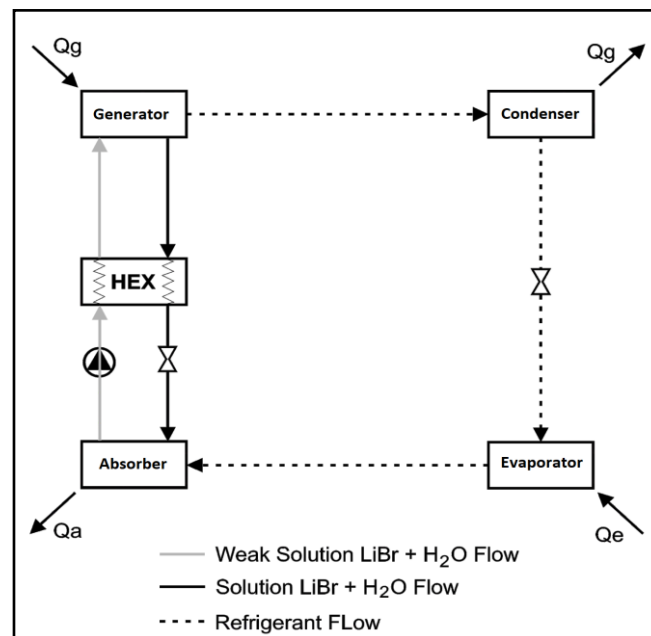 Qg
Qg
Generator
Condenser
HEX
Absorber
Evaporator
Qa
Qe
Weak Solution LiBr + H₂O Flow
Solution LiBr + H₂O Flow
Refrigerant FLow